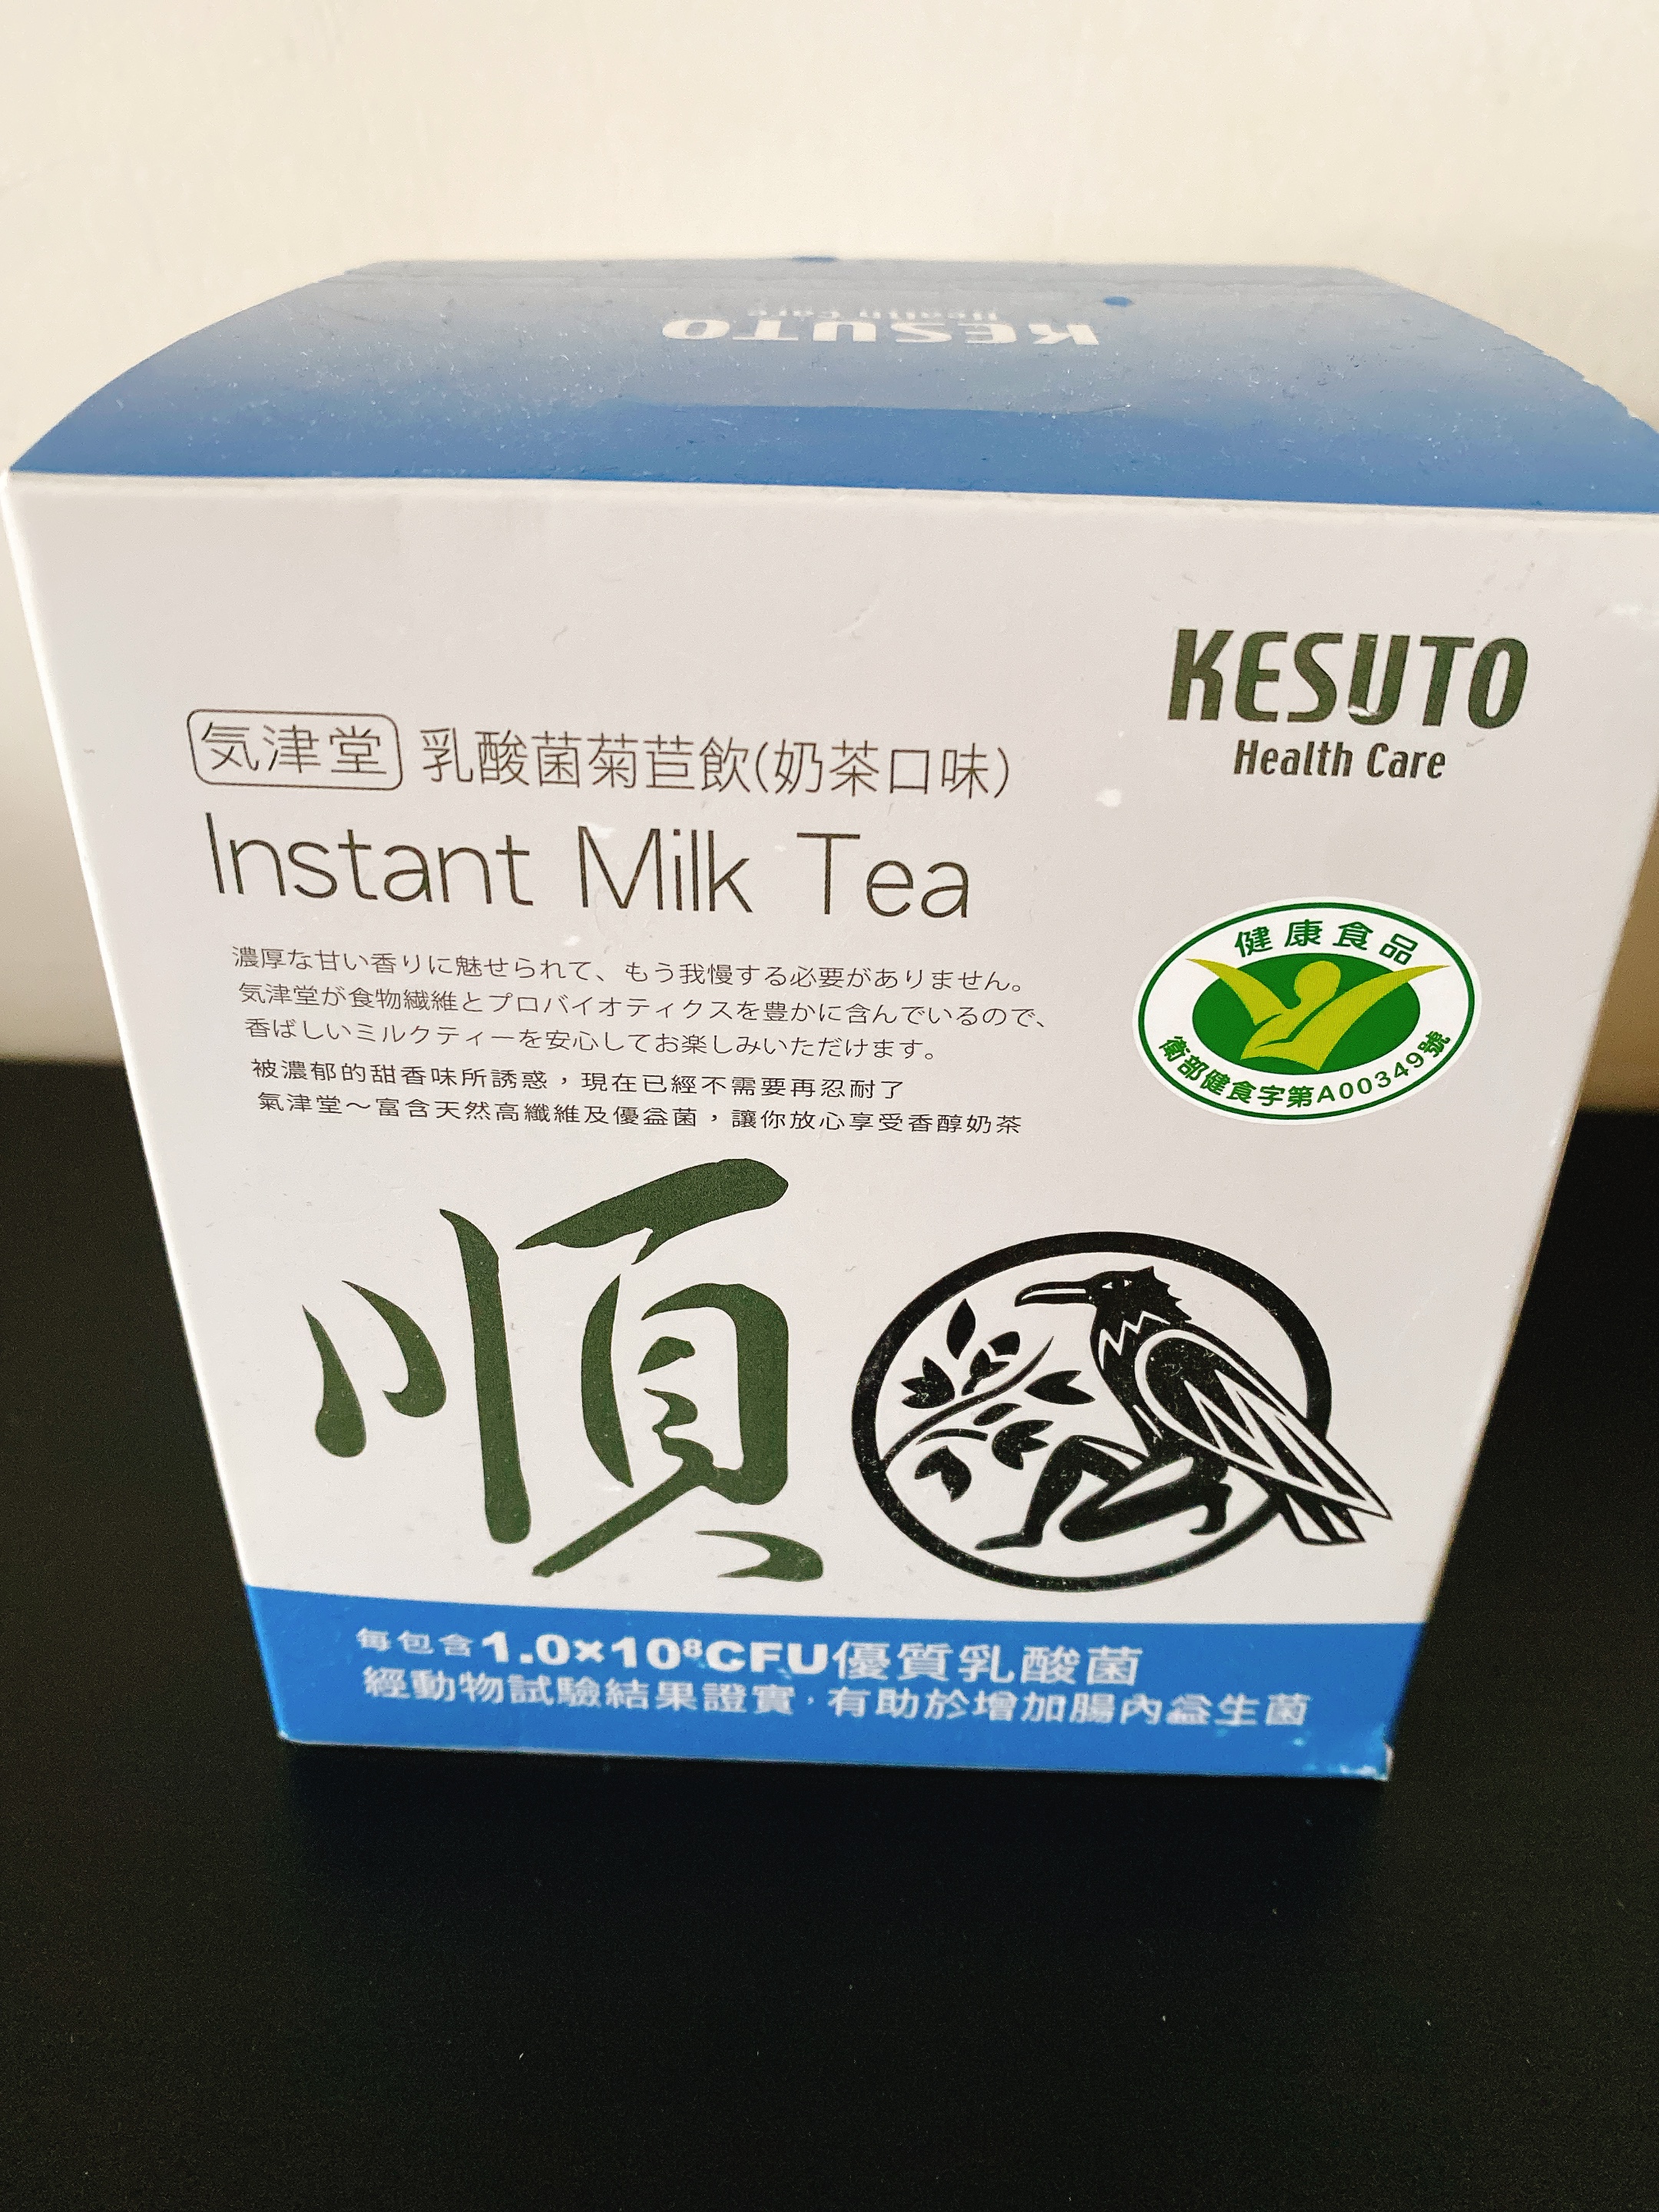 KESUTO
Health Care
KESUTO
Health Care
気津堂 乳酸菌菊苣飲(奶茶口味)
Instant Milk Tea
健康食品
衛部健食字第A00349號
濃厚な甘い香りに魅せられて、もう我慢する必要がありません。
気津堂が食物繊維とプロバイオティクスを豊かに含んでいるので、
香ばしいミルクティーを安心してお楽しみいただけます。
被濃郁的甜香味所誘惑，現在已經不需要再忍耐了
氣津堂～富含天然高纖維及優益菌，讓你放心享受香醇奶茶
順
每包含1.0×10⁸CFU優質乳酸菌
經動物試驗結果證實，有助於增加腸內益生菌